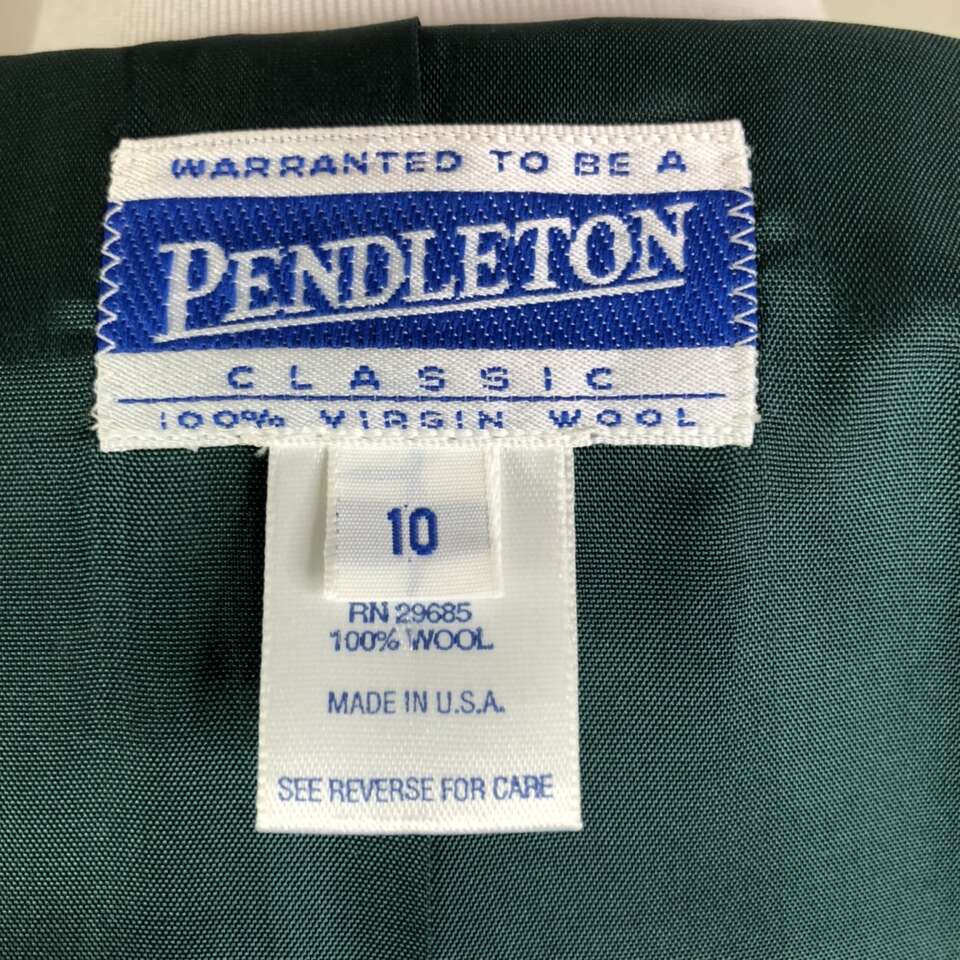 WARRANTED TO BE A
PENDLETON
CLASSIC
100% VIRGIN WOOL
10
RN 29685
100% WOOL
MADE IN U.S.A.
SEE REVERSE FOR CARE